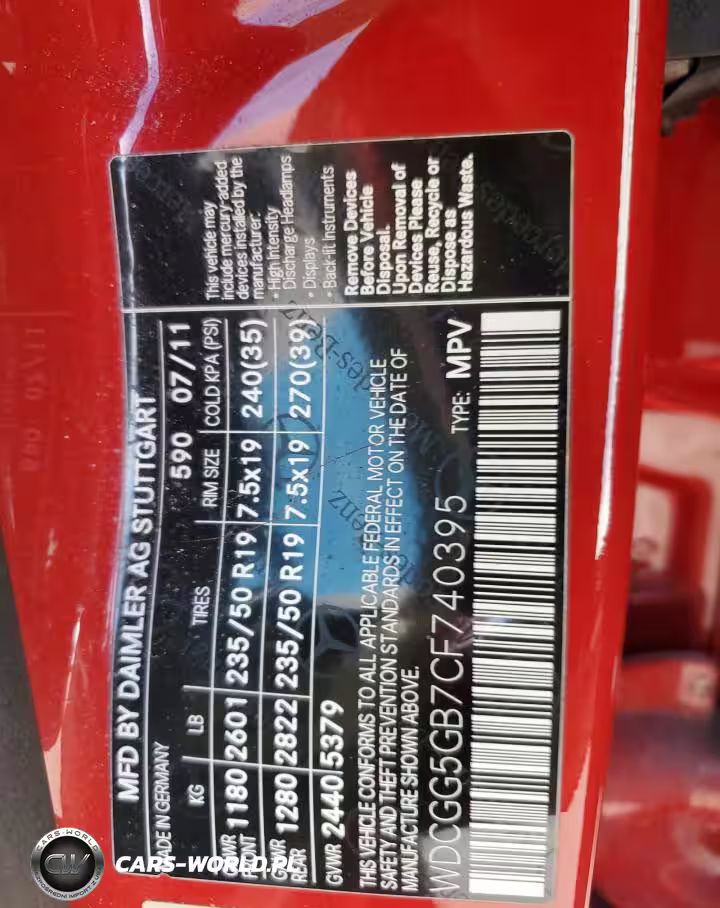 MFD BY DAIMLER AG STUTTGART
MADE IN GERMANY 590 07/11
KG LB TIRES RIM SIZE COLD KPA (PSI)
1180 2601 235/50 R19 7.5x19 240(35)
REAR 1280 2822 235/50 R19 7.5x19 270(39)
GVWR 2440 5379
THIS VEHICLE CONFORMS TO ALL APPLICABLE FEDERAL MOTOR VEHICLE
SAFETY AND THEFT PREVENTION STANDARDS IN EFFECT ON THE DATE OF
MANUFACTURE SHOWN ABOVE.
WDCGG5GB7CF740395 TYPE: MPV
This vehicle may
include mercury-added
devices installed by the
manufacturer:
• High Intensity
Discharge Headlamps
• Displays
• Back-lit Instruments
Remove Devices
Before Vehicle
Disposal.
Upon Removal of
Devices Please
Reuse, Recycle or
Dispose as
Hazardous Waste.
Mercedes-Benz
CARS-WORLD
CW
CARS-WORLD.PL